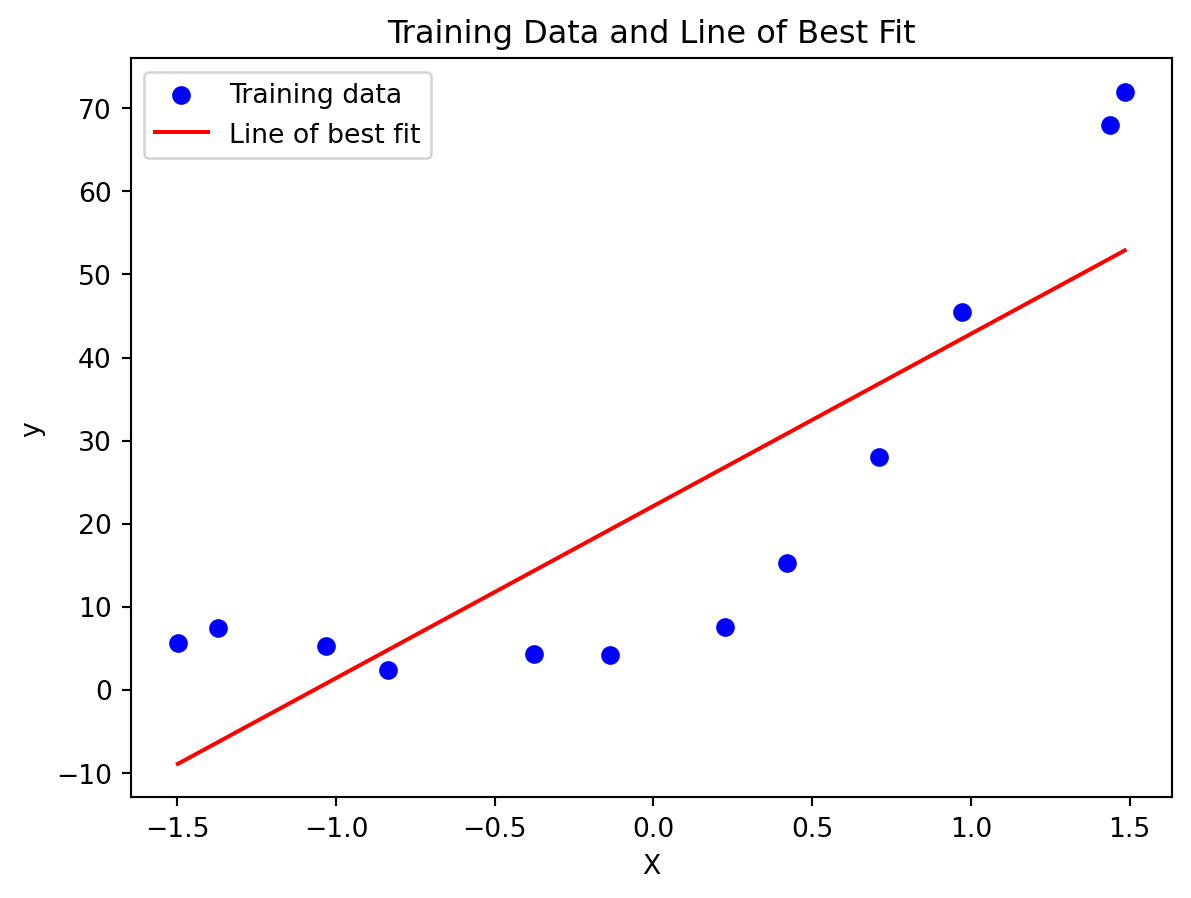 Training Data and Line of Best Fit
Training data
Line of best fit
70
60
50
40
30
20
10
0
−10
y
−1.5 −1.0 −0.5 0.0 0.5 1.0 1.5
X